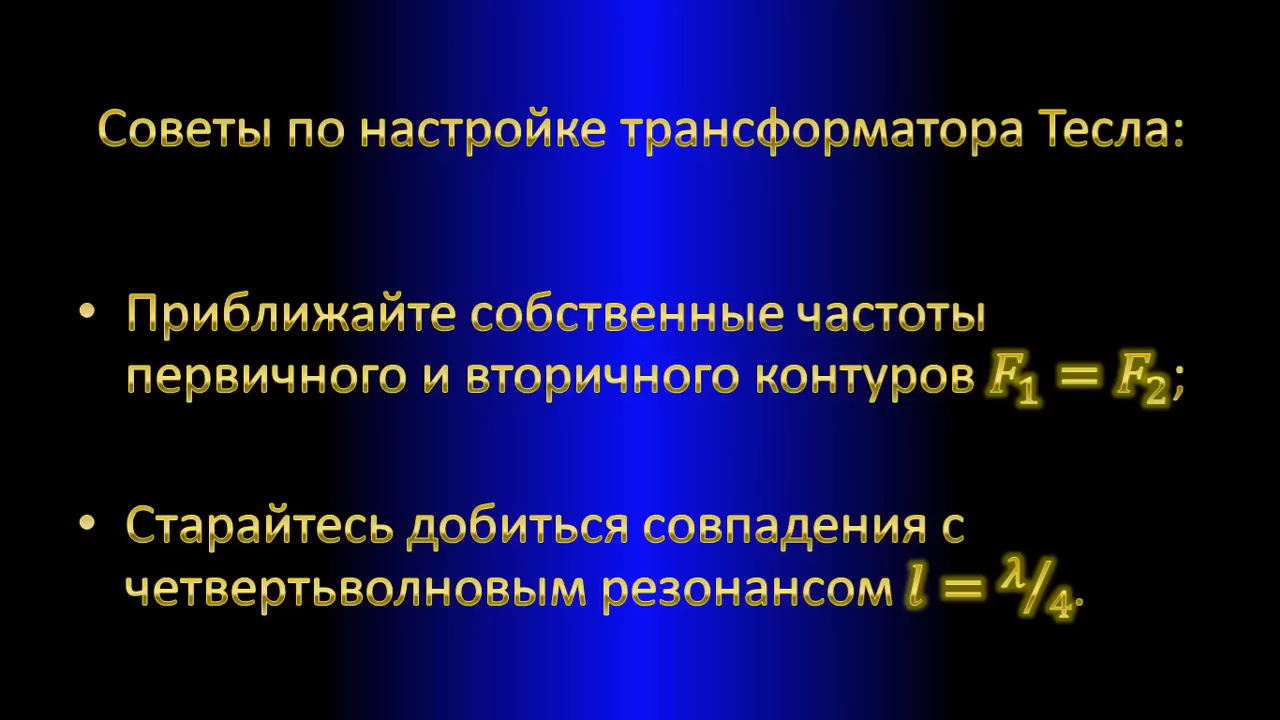 Советы по настройке трансформатора Тесла:
• Приближайте собственные частоты
первичного и вторичного контуров F₁ = F₂;
• Старайтесь добиться совпадения с
четвертьволновым резонансом l = λ/4.